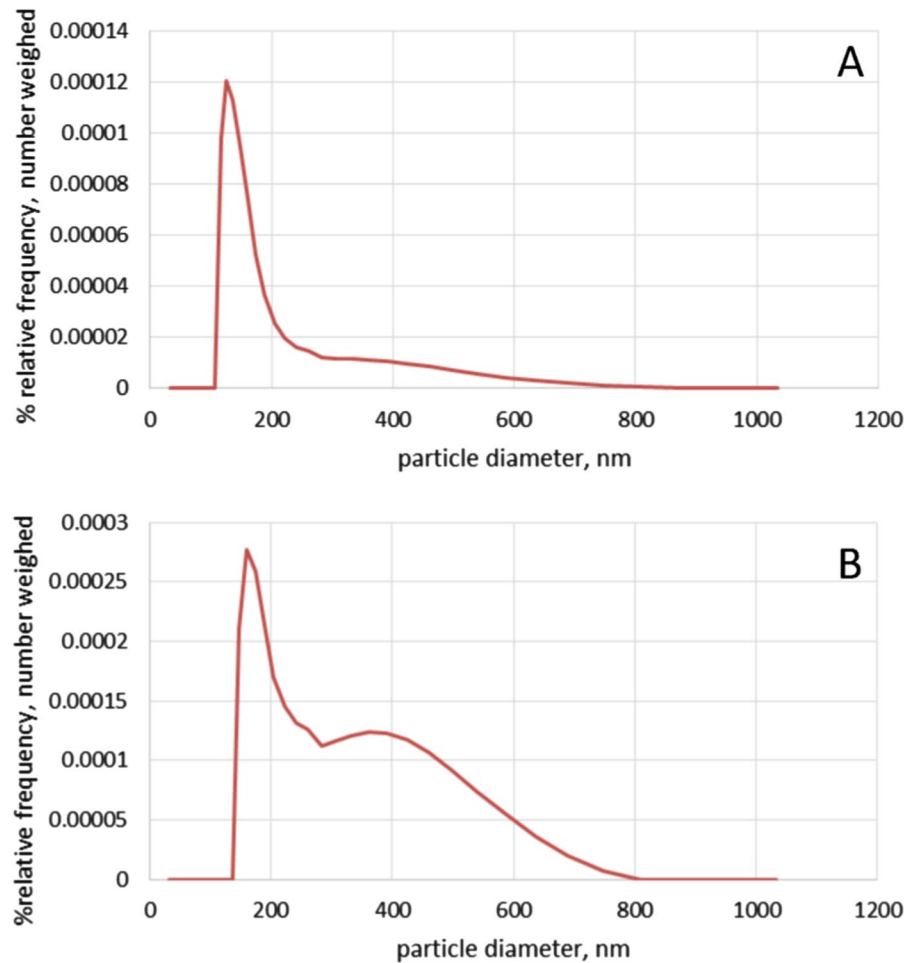 % relative frequency, number weighed
0.00014
A
0.00012
0.0001
0.00008
0.00006
0.00004
0.00002
0
0 200 400 600 800 1000 1200
particle diameter, nm
%relative frequency, number weighed
0.0003
B
0.00025
0.0002
0.00015
0.0001
0.00005
0
0 200 400 600 800 1000 1200
particle diameter, nm